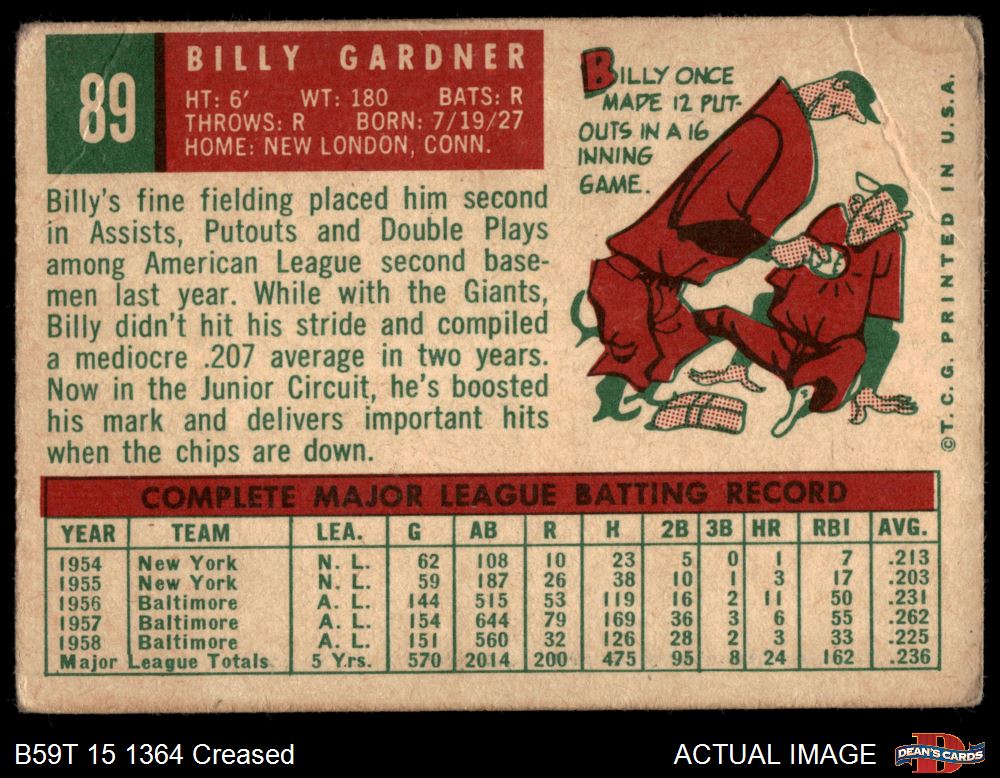 89
BILLY GARDNER
HT: 6' WT: 180 BATS: R
THROWS: R BORN: 7/19/27
HOME: NEW LONDON, CONN.
BILLY ONCE
MADE 12 PUT-
OUTS IN A 16
INNING
GAME.
Billy's fine fielding placed him second
in Assists, Putouts and Double Plays
among American League second base-
men last year. While with the Giants,
Billy didn't hit his stride and compiled
a mediocre .207 average in two years.
Now in the Junior Circuit, he's boosted
his mark and delivers important hits
when the chips are down.
©T. C. G. PRINTED IN U.S.A.
COMPLETE MAJOR LEAGUE BATTING RECORD
YEAR TEAM LEA. G AB R H 2B 3B HR RBI AVG.
1954 New York N. L. 62 108 10 23 5 0 1 7 .213
1955 New York N. L. 59 187 26 38 10 1 3 17 .203
1956 Baltimore A. L. 144 515 53 119 16 2 11 50 .231
1957 Baltimore A. L. 154 644 79 169 36 3 6 55 .262
1958 Baltimore A. L. 151 560 32 126 28 2 3 33 .225
Major League Totals 5 Yrs. 570 2014 200 475 95 8 24 162 .236
B59T 15 1364 Creased
ACTUAL IMAGE
DEAN'S CARDS